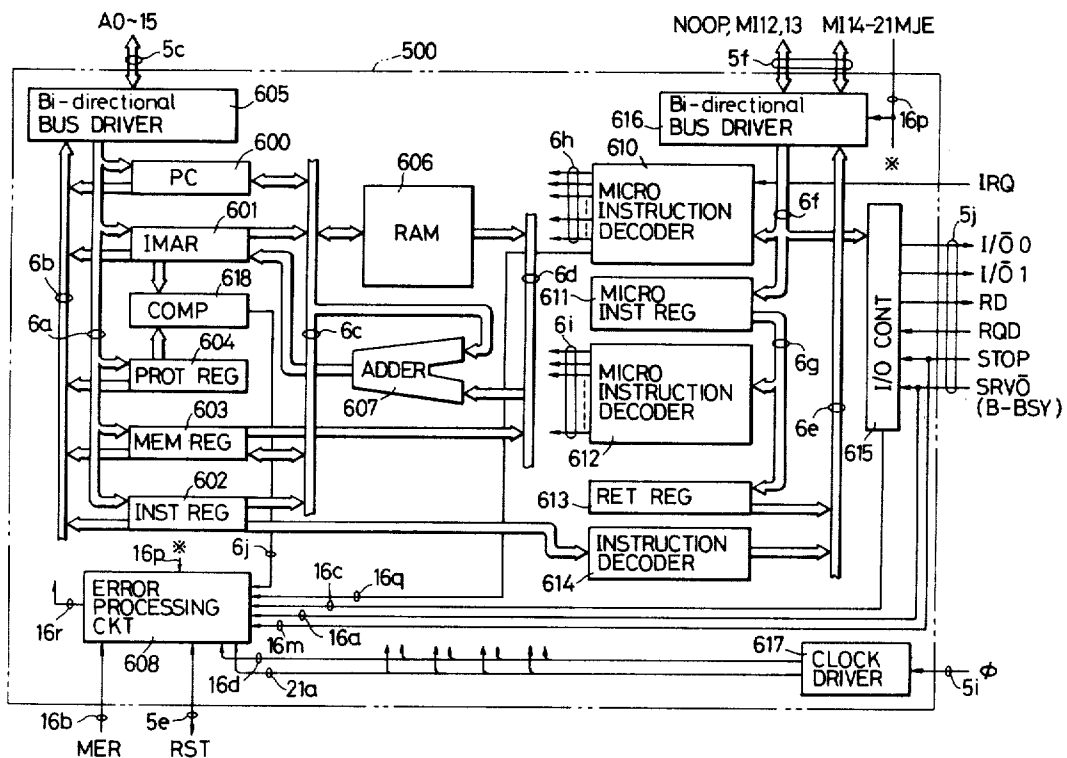 A0~15
5c
500
NOOP, MI12,13
MI14-21MJE
5f
Bi-directional
BUS DRIVER
605
616
Bi-directional
BUS DRIVER
16p
※
600
PC
606
RAM
6h
610
MICRO
INSTRUCTION
DECODER
6f
IRQ
5j
I/Ō 0
I/Ō 1
RD
RQD
STOP
SRVŌ
(B-BSY)
601
IMAR
6b
618
COMP
6a
6c
6d
611
MICRO
INST REG
6i
6g
I/O CONT
604
PROT REG
ADDER
607
MICRO
INSTRUCTION
DECODER
612
6e
615
603
MEM REG
602
INST REG
613
RET REG
614
INSTRUCTION
DECODER
※
16p
6j
16c
16q
ERROR
PROCESSING
CKT
16r
608
16a
16m
16d
21a
617
CLOCK
DRIVER
5i
Φ
16b
5e
MER
RST